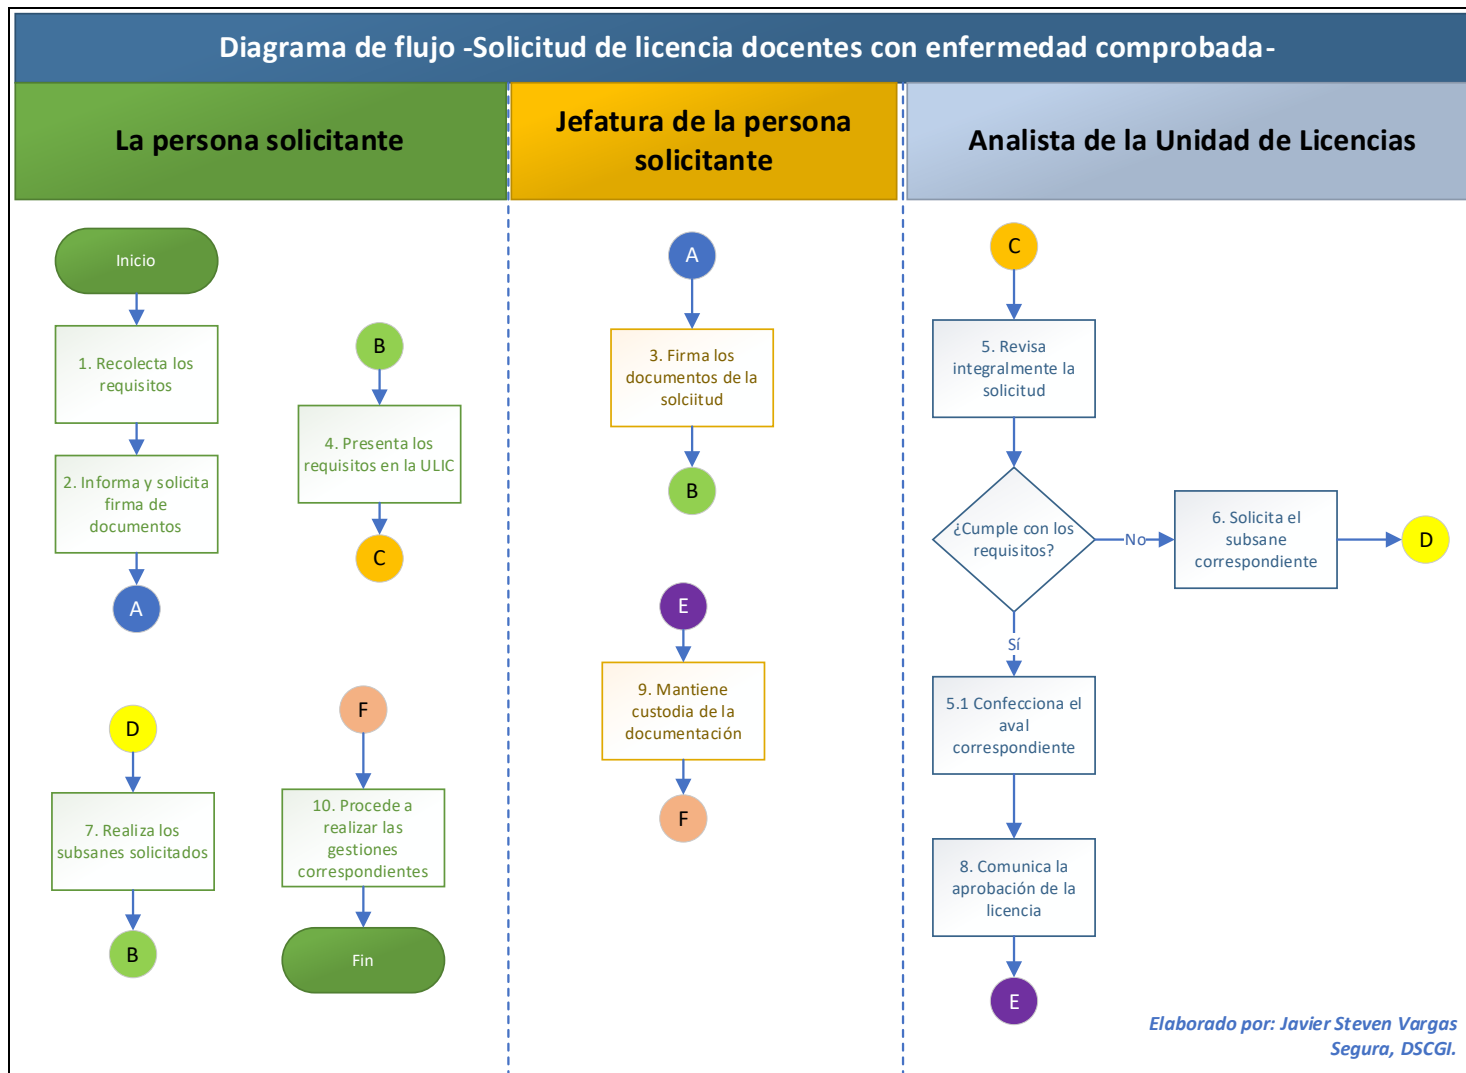 Diagrama de flujo -Solicitud de licencia docentes con enfermedad comprobada-
La persona solicitante
Jefatura de la persona
solicitante
Analista de la Unidad de Licencias
Inicio
1. Recolecta los
requisitos
2. Informa y solicita
firma de
documentos
A
B
4. Presenta los
requisitos en la ULIC
C
D
7. Realiza los
subsanes solicitados
B
F
10. Procede a
realizar las
gestiones
correspondientes
Fin
A
3. Firma los
documentos de la
solciitud
B
E
9. Mantiene
custodia de la
documentación
F
C
5. Revisa
integralmente la
solicitud
¿Cumple con los
requisitos?
No
6. Solicita el
subsane
correspondiente
D
Sí
5.1 Confecciona el
aval
correspondiente
8. Comunica la
aprobación de la
licencia
E
Elaborado por: Javier Steven Vargas
Segura, DSCGI.